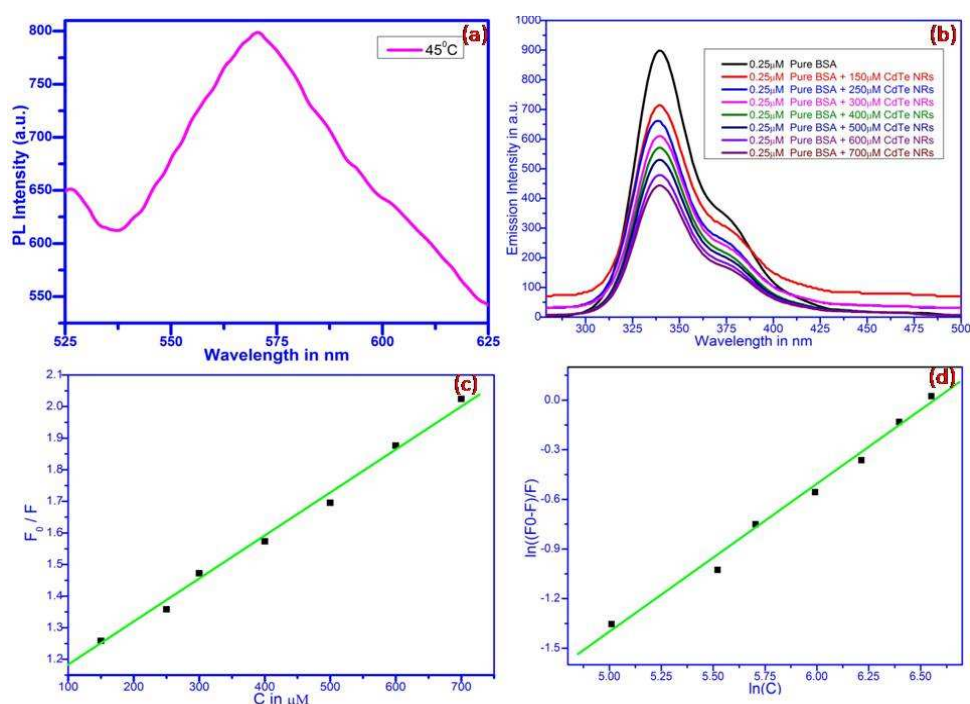 (a)
45⁰C
PL Intensity (a.u.)
800
750
700
650
600
550
525 550 575 600 625
Wavelength in nm
(b)
0.25µM Pure BSA
0.25µM Pure BSA + 150µM CdTe NRs
0.25µM Pure BSA + 250µM CdTe NRs
0.25µM Pure BSA + 300µM CdTe NRs
0.25µM Pure BSA + 400µM CdTe NRs
0.25µM Pure BSA + 500µM CdTe NRs
0.25µM Pure BSA + 600µM CdTe NRs
0.25µM Pure BSA + 700µM CdTe NRs
Emission Intensity in a.u.
1000
900
800
700
600
500
400
300
200
100
0
300 325 350 375 400 425 450 475 500
Wavelength in nm
(c)
F₀ / F
2.1
2.0
1.9
1.8
1.7
1.6
1.5
1.4
1.3
1.2
100 200 300 400 500 600 700
C in µM
(d)
ln((F0-F)/F)
0.0
-0.3
-0.6
-0.9
-1.2
-1.5
5.00 5.25 5.50 5.75 6.00 6.25 6.50
ln(C)